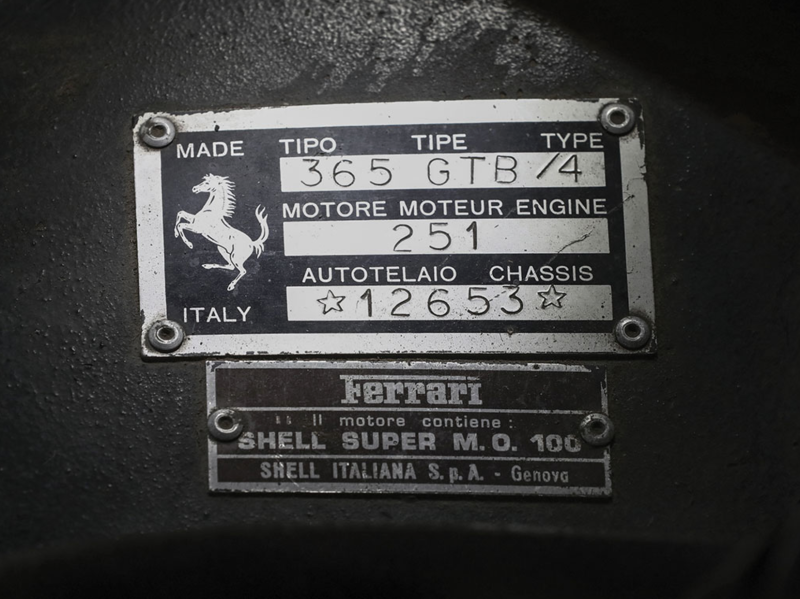 MADE TIPO TIPE TYPE
365 GTB/4
MOTORE MOTEUR ENGINE
251
AUTOTELAIO CHASSIS
ITALY ☆12653☆
Ferrari
Il motore contiene:
SHELL SUPER M.O. 100
SHELL ITALIANA S.p.A. - Genova